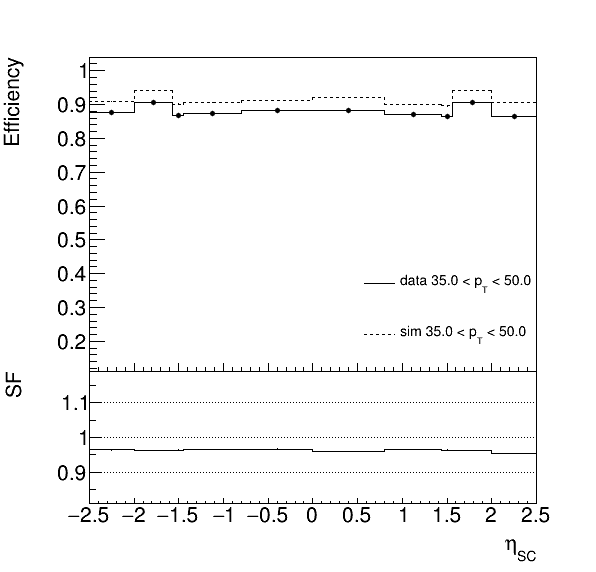 Efficiency
1
0.9
0.8
0.7
0.6
0.5
0.4
0.3
0.2
data 35.0 < p_T < 50.0
sim 35.0 < p_T < 50.0
SF
1.1
1
0.9
−2.5 −2 −1.5 −1 −0.5 0 0.5 1 1.5 2 2.5
η_SC